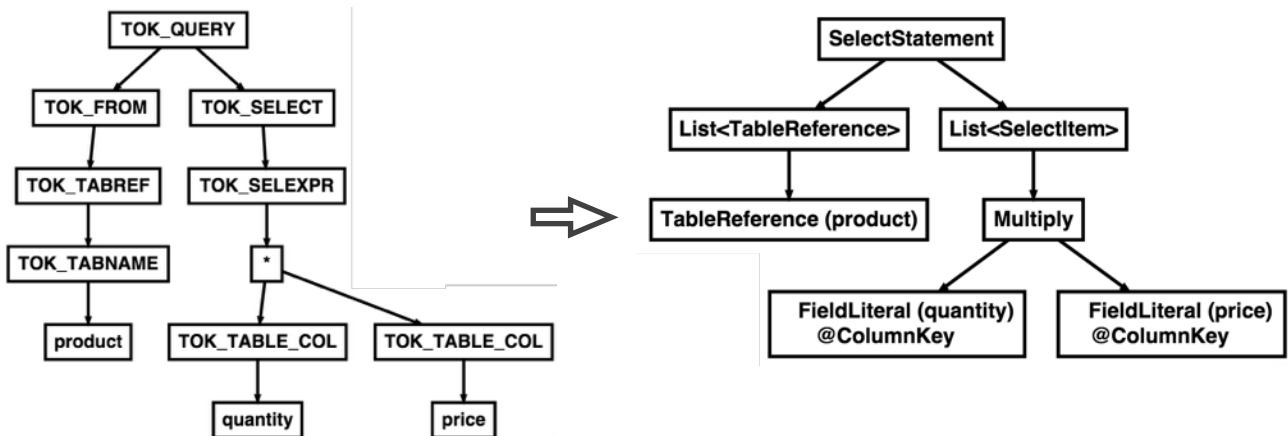 TOK_QUERY
TOK_FROM
TOK_SELECT
TOK_TABREF
TOK_SELEXPR
TOK_TABNAME
*
product
TOK_TABLE_COL
TOK_TABLE_COL
quantity
price
SelectStatement
List<TableReference>
List<SelectItem>
TableReference (product)
Multiply
FieldLiteral (quantity)
@ColumnKey
FieldLiteral (price)
@ColumnKey